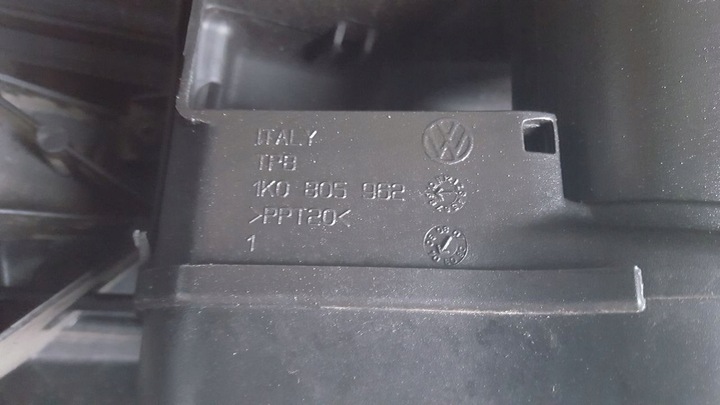 ITALY
TPB
1K0 805 962
>PPT20<
1